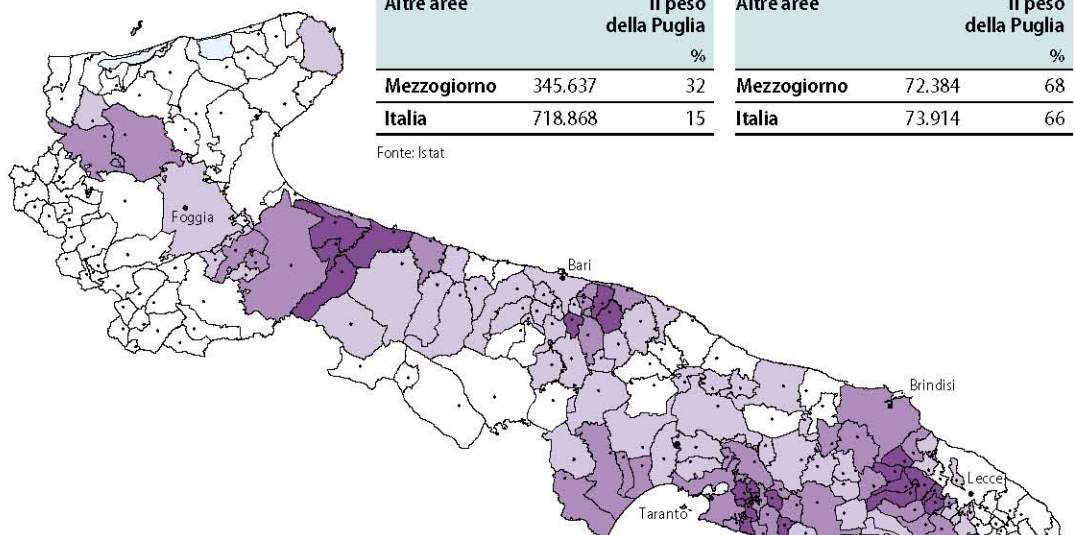 Altre aree Il peso
della Puglia
%
Mezzogiorno 345.637 32
Italia 718.868 15
Fonte: Istat
Altre aree Il peso
della Puglia
%
Mezzogiorno 72.384 68
Italia 73.914 66
Foggia
Bari
Brindisi
Lecce
Taranto